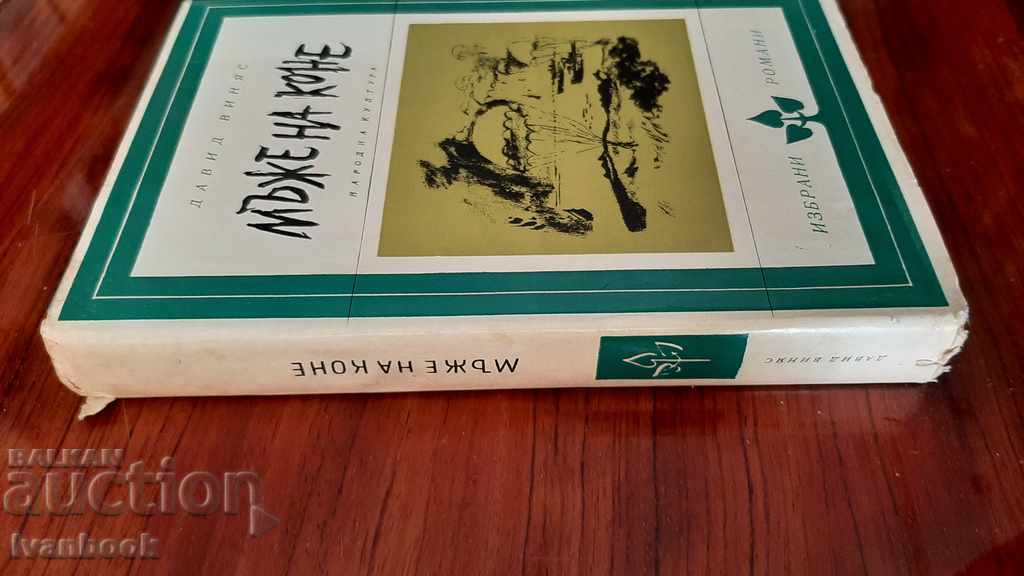 ДАВИД ВИНЯС
МЪЖЕ НА КОНЕ
НАРОДНА КУЛТУРА
ИЗБРАНИ РОМАНИ
МЪЖЕ НА КОНЕ
ДАВИД ВИНЯС
BALKAN
auction
Ivanbook